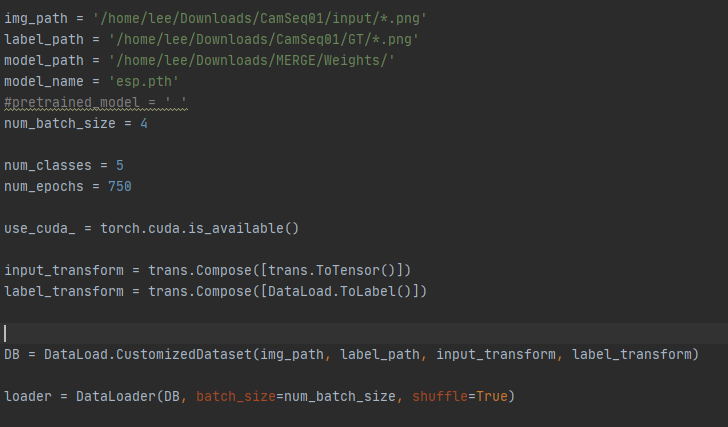 img_path = '/home/lee/Downloads/CamSeq01/input/*.png'
label_path = '/home/lee/Downloads/CamSeq01/GT/*.png'
model_path = '/home/lee/Downloads/MERGE/Weights/'
model_name = 'esp.pth'
#pretrained_model = ' '
num_batch_size = 4
num_classes = 5
num_epochs = 750
use_cuda_ = torch.cuda.is_available()
input_transform = trans.Compose([trans.ToTensor()])
label_transform = trans.Compose([DataLoad.ToLabel()])
DB = DataLoad.CustomizedDataset(img_path, label_path, input_transform, label_transform)
loader = DataLoader(DB, batch_size=num_batch_size, shuffle=True)